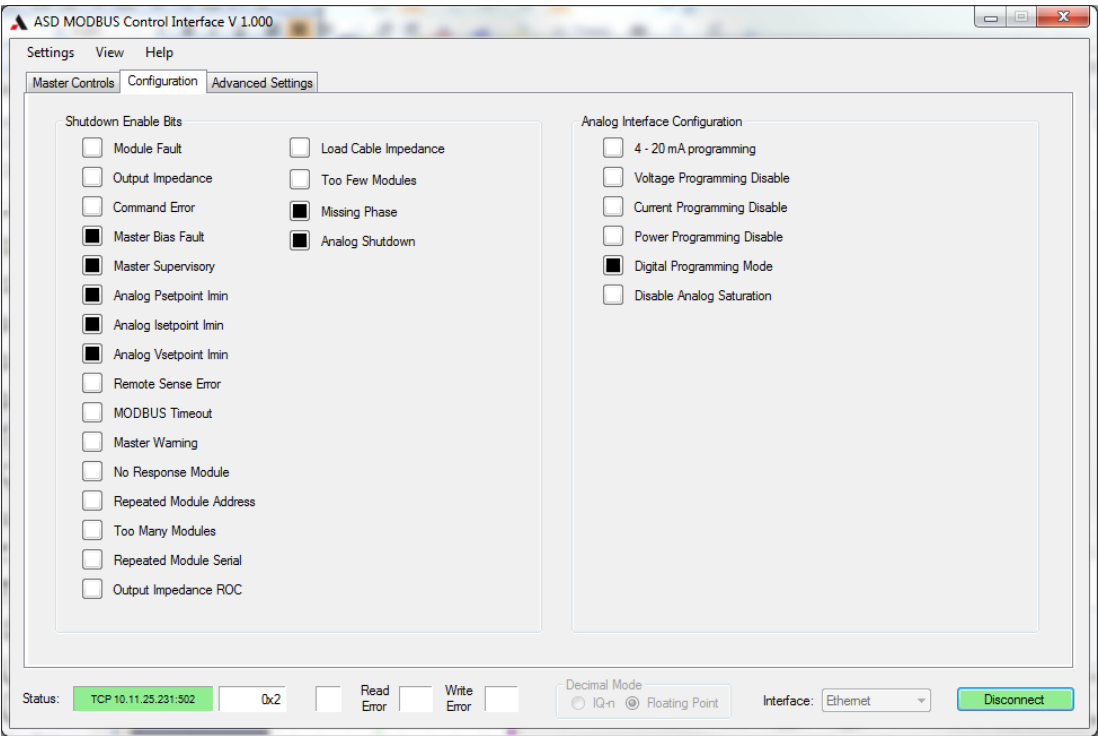 ASD MODBUS Control Interface V 1.000
Settings View Help
Master Controls Configuration Advanced Settings
Shutdown Enable Bits
Module Fault
Output Impedance
Command Error
Master Bias Fault
Master Supervisory
Analog Psetpoint Imin
Analog Isetpoint Imin
Analog Vsetpoint Imin
Remote Sense Error
MODBUS Timeout
Master Warning
No Response Module
Repeated Module Address
Too Many Modules
Repeated Module Serial
Output Impedance ROC
Load Cable Impedance
Too Few Modules
Missing Phase
Analog Shutdown
Analog Interface Configuration
4 - 20 mA programming
Voltage Programming Disable
Current Programming Disable
Power Programming Disable
Digital Programming Mode
Disable Analog Saturation
Status: TCP 10.11.25.231:502 0x2
Read
Error
Write
Error
Decimal Mode
IQ-n Floating Point
Interface: Ethernet
Disconnect